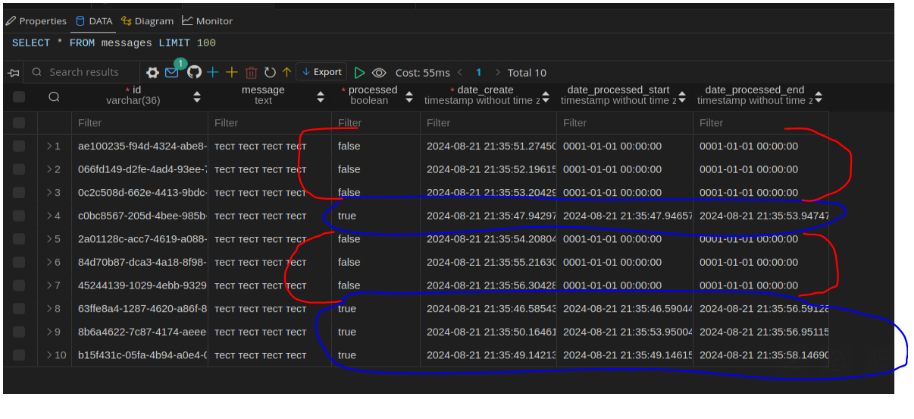 Properties DATA Diagram Monitor
SELECT * FROM messages LIMIT 100
Search results 1 Export Cost: 55ms < 1 > Total 10
* id message * processed * date_create date_processed_start date_processed_end
varchar(36) text boolean timestamp without time z timestamp without time z timestamp without time z
Filter Filter Filter Filter Filter Filter
> 1 ae100235-f94d-4324-abe8- тест тест тест тест false 2024-08-21 21:35:51.27450 0001-01-01 00:00:00 0001-01-01 00:00:00
> 2 066fd149-d2fe-4ad4-93ee-7 тест тест тест тест false 2024-08-21 21:35:52.19615 0001-01-01 00:00:00 0001-01-01 00:00:00
> 3 0c2c508d-662e-4413-9bdc- тест тест тест тест false 2024-08-21 21:35:53.20429 0001-01-01 00:00:00 0001-01-01 00:00:00
> 4 c0bc8567-205d-4bee-985b- тест тест тест тест true 2024-08-21 21:35:47.94297 2024-08-21 21:35:47.94657 2024-08-21 21:35:53.94747
> 5 2a01128c-acc7-4619-a088- тест тест тест тест false 2024-08-21 21:35:54.20804 0001-01-01 00:00:00 0001-01-01 00:00:00
> 6 84d70b87-dca3-4a18-8f98- тест тест тест тест false 2024-08-21 21:35:55.21630 0001-01-01 00:00:00 0001-01-01 00:00:00
> 7 45244139-1029-4ebb-9329 тест тест тест тест false 2024-08-21 21:35:56.30428 0001-01-01 00:00:00 0001-01-01 00:00:00
> 8 63ffe8a4-1287-4620-a86f-8 тест тест тест тест true 2024-08-21 21:35:46.58543 2024-08-21 21:35:46.59044 2024-08-21 21:35:56.59128
> 9 8b6a4622-7c87-4174-aeee тест тест тест тест true 2024-08-21 21:35:50.16461 2024-08-21 21:35:53.95004 2024-08-21 21:35:56.95115
> 10 b15f431c-05fa-4b94-a0e4-0 тест тест тест тест true 2024-08-21 21:35:49.14213 2024-08-21 21:35:49.14615 2024-08-21 21:35:58.14690